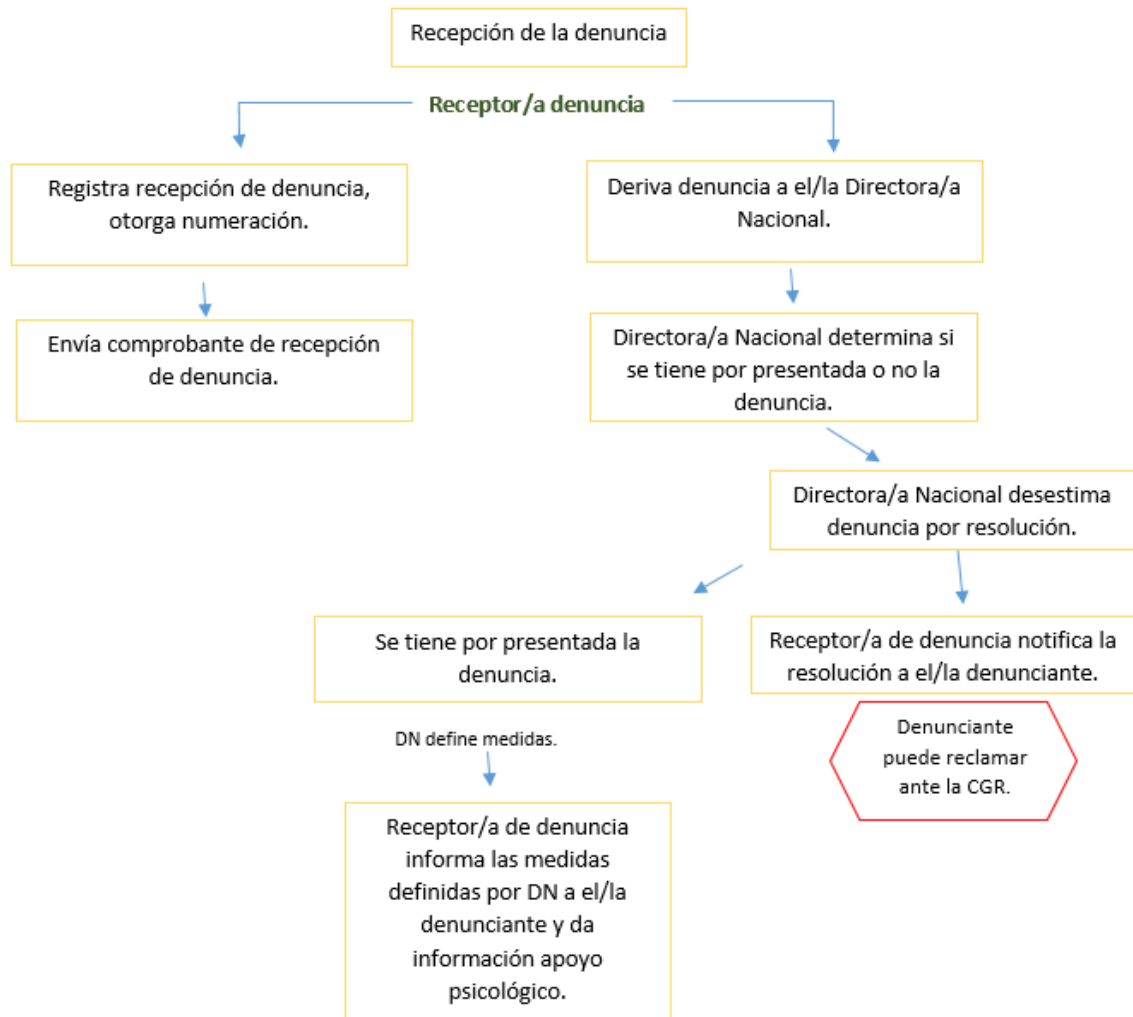 Recepción de la denuncia
Receptor/a denuncia
Registra recepción de denuncia,
otorga numeración.
Deriva denuncia a el/la Directora/a
Nacional.
Envía comprobante de recepción
de denuncia.
Directora/a Nacional determina si
se tiene por presentada o no la
denuncia.
Directora/a Nacional desestima
denuncia por resolución.
Se tiene por presentada la
denuncia.
Receptor/a de denuncia notifica la
resolución a el/la denunciante.
DN define medidas.
Denunciante
puede reclamar
ante la CGR.
Receptor/a de denuncia
informa las medidas
definidas por DN a el/la
denunciante y da
información apoyo
psicológico.